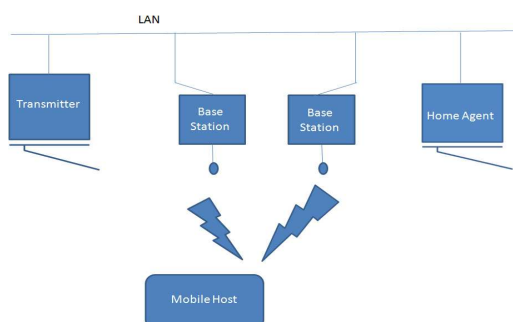 LAN
Transmitter
Base
Station
Base
Station
Home Agent
Mobile Host